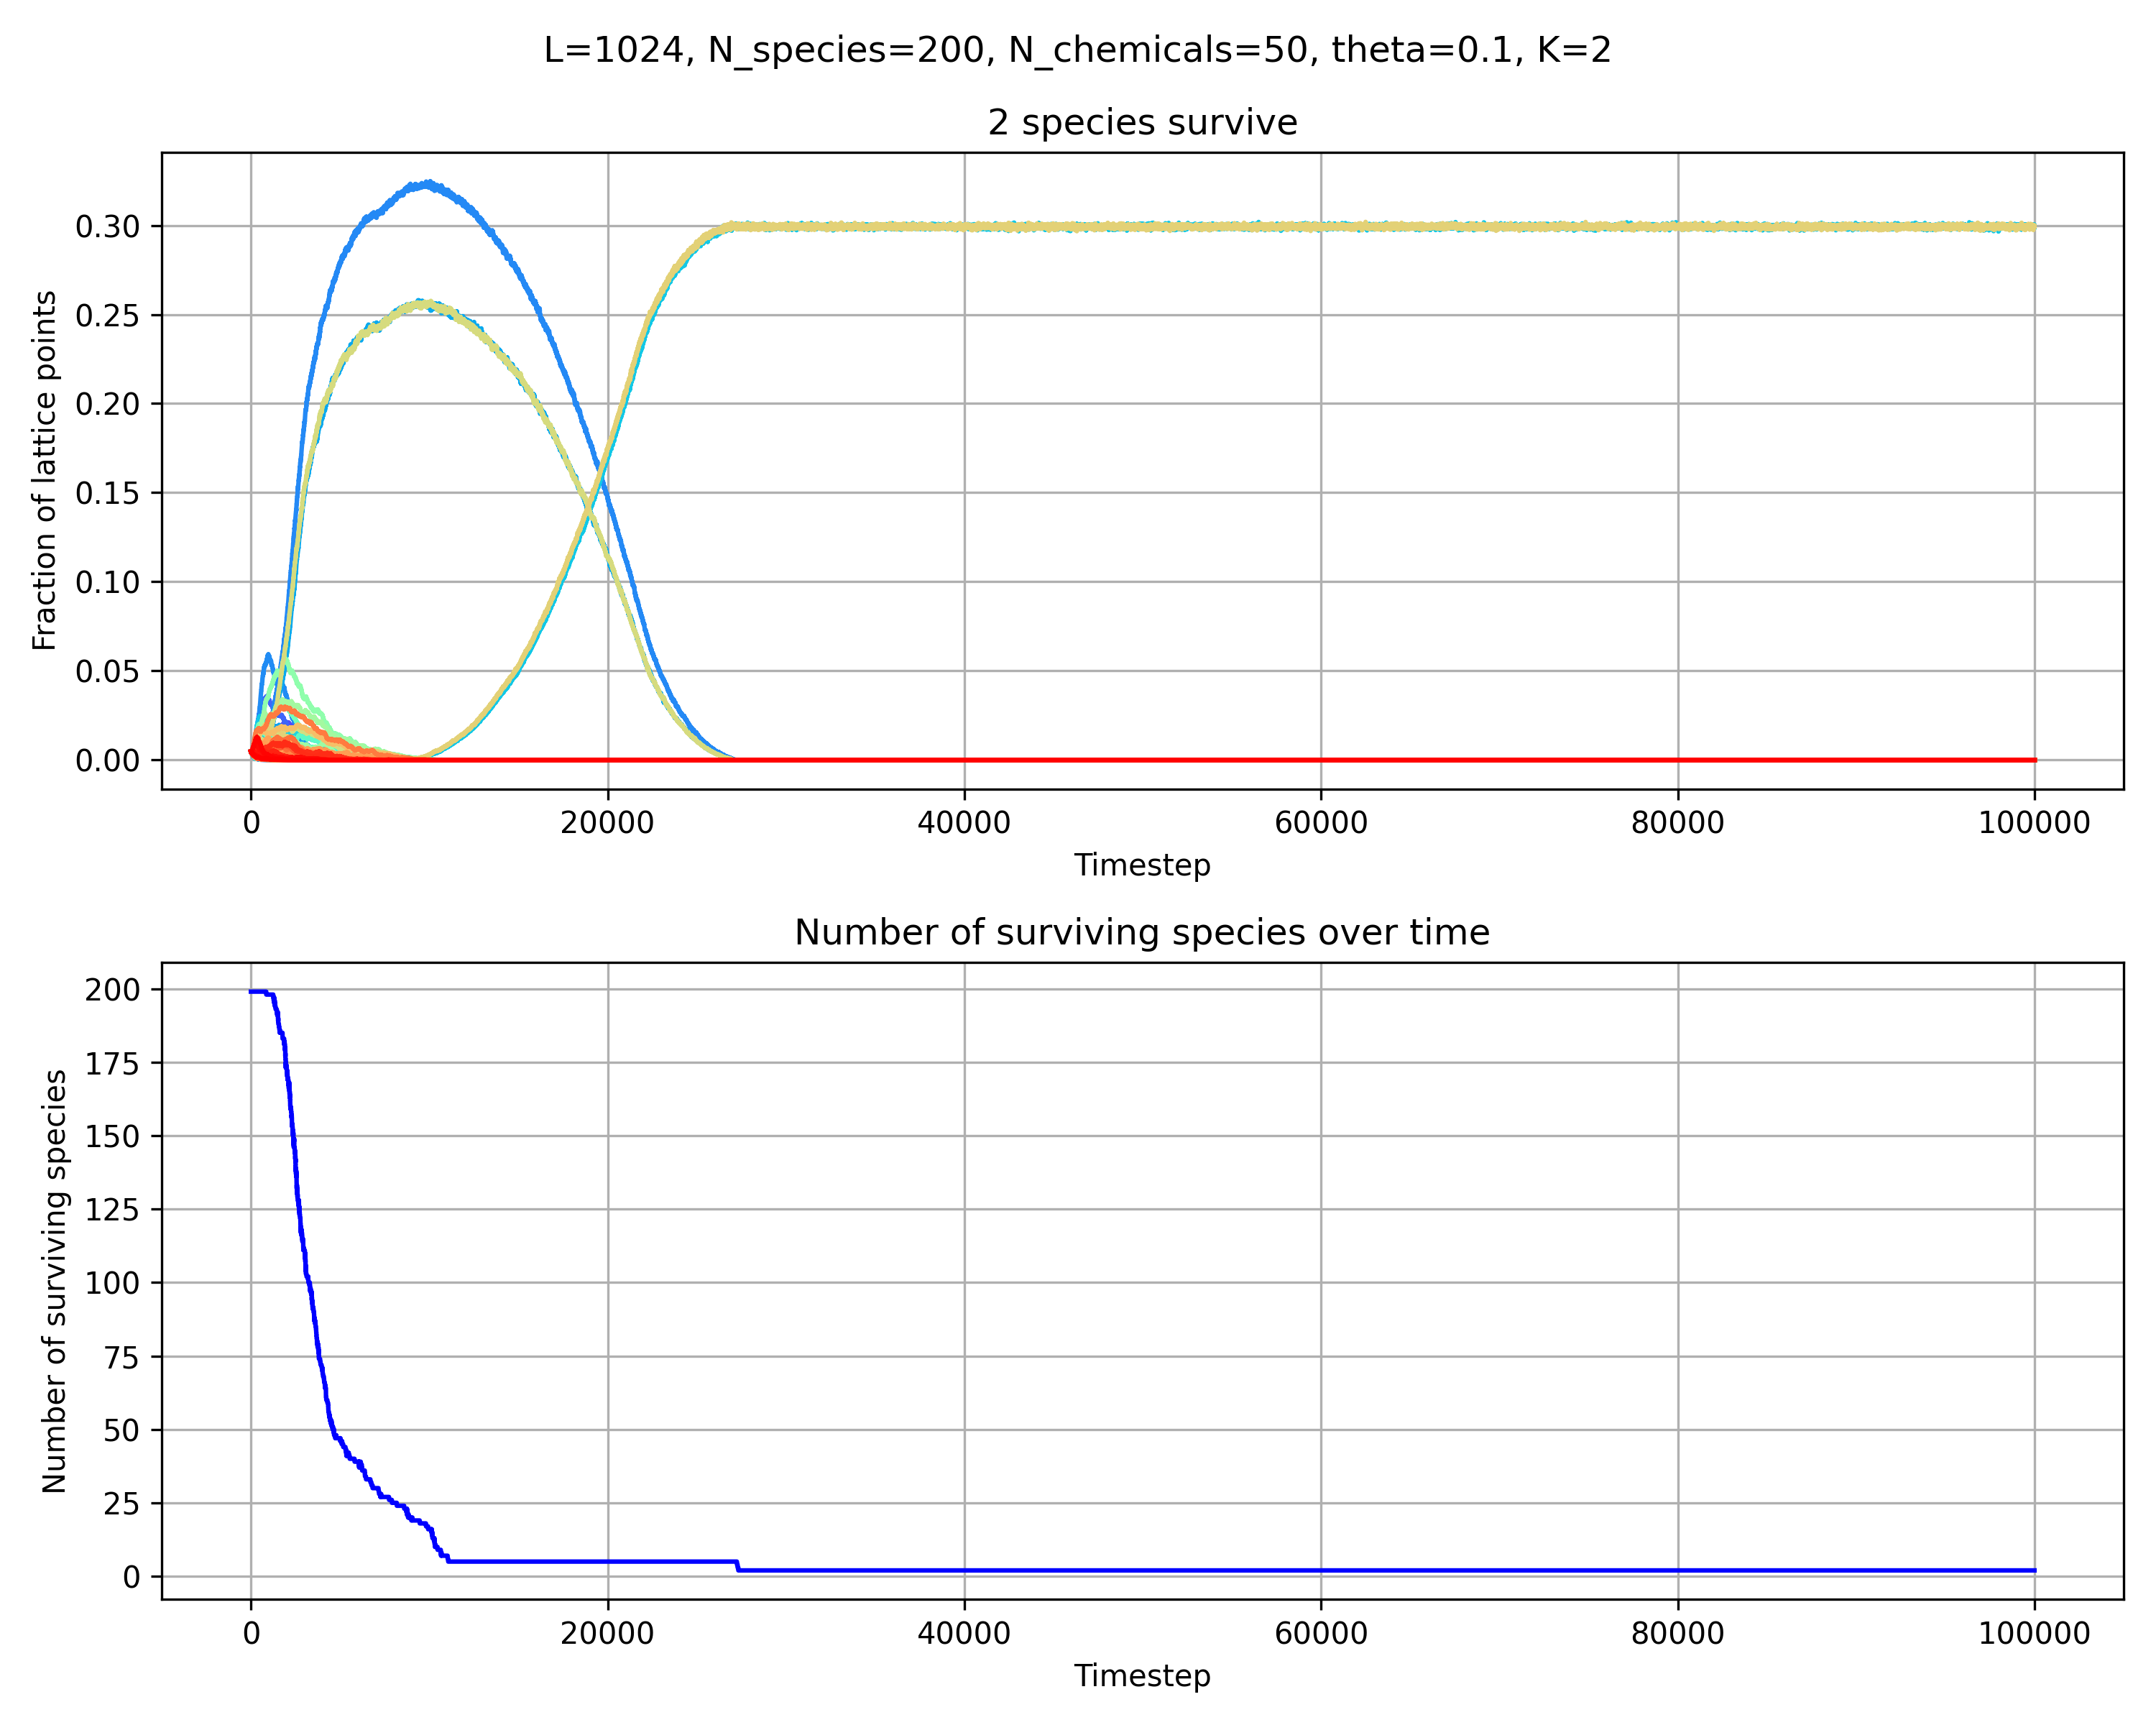 L=1024, N_species=200, N_chemicals=50, theta=0.1, K=2
2 species survive
Fraction of lattice points
0.30
0.25
0.20
0.15
0.10
0.05
0.00
0 20000 40000 60000 80000 100000
Timestep
Number of surviving species over time
Number of surviving species
200
175
150
125
100
75
50
25
0
0 20000 40000 60000 80000 100000
Timestep